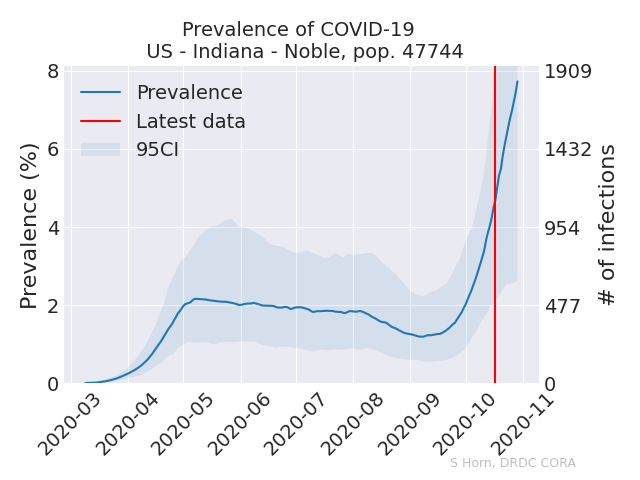 Prevalence of COVID-19
US - Indiana - Noble, pop. 47744
Prevalence
Latest data
95CI
Prevalence (%)
8
6
4
2
0
1909
1432
954
477
0
# of infections
2020-03
2020-04
2020-05
2020-06
2020-07
2020-08
2020-09
2020-10
2020-11
S Horn, DRDC CORA